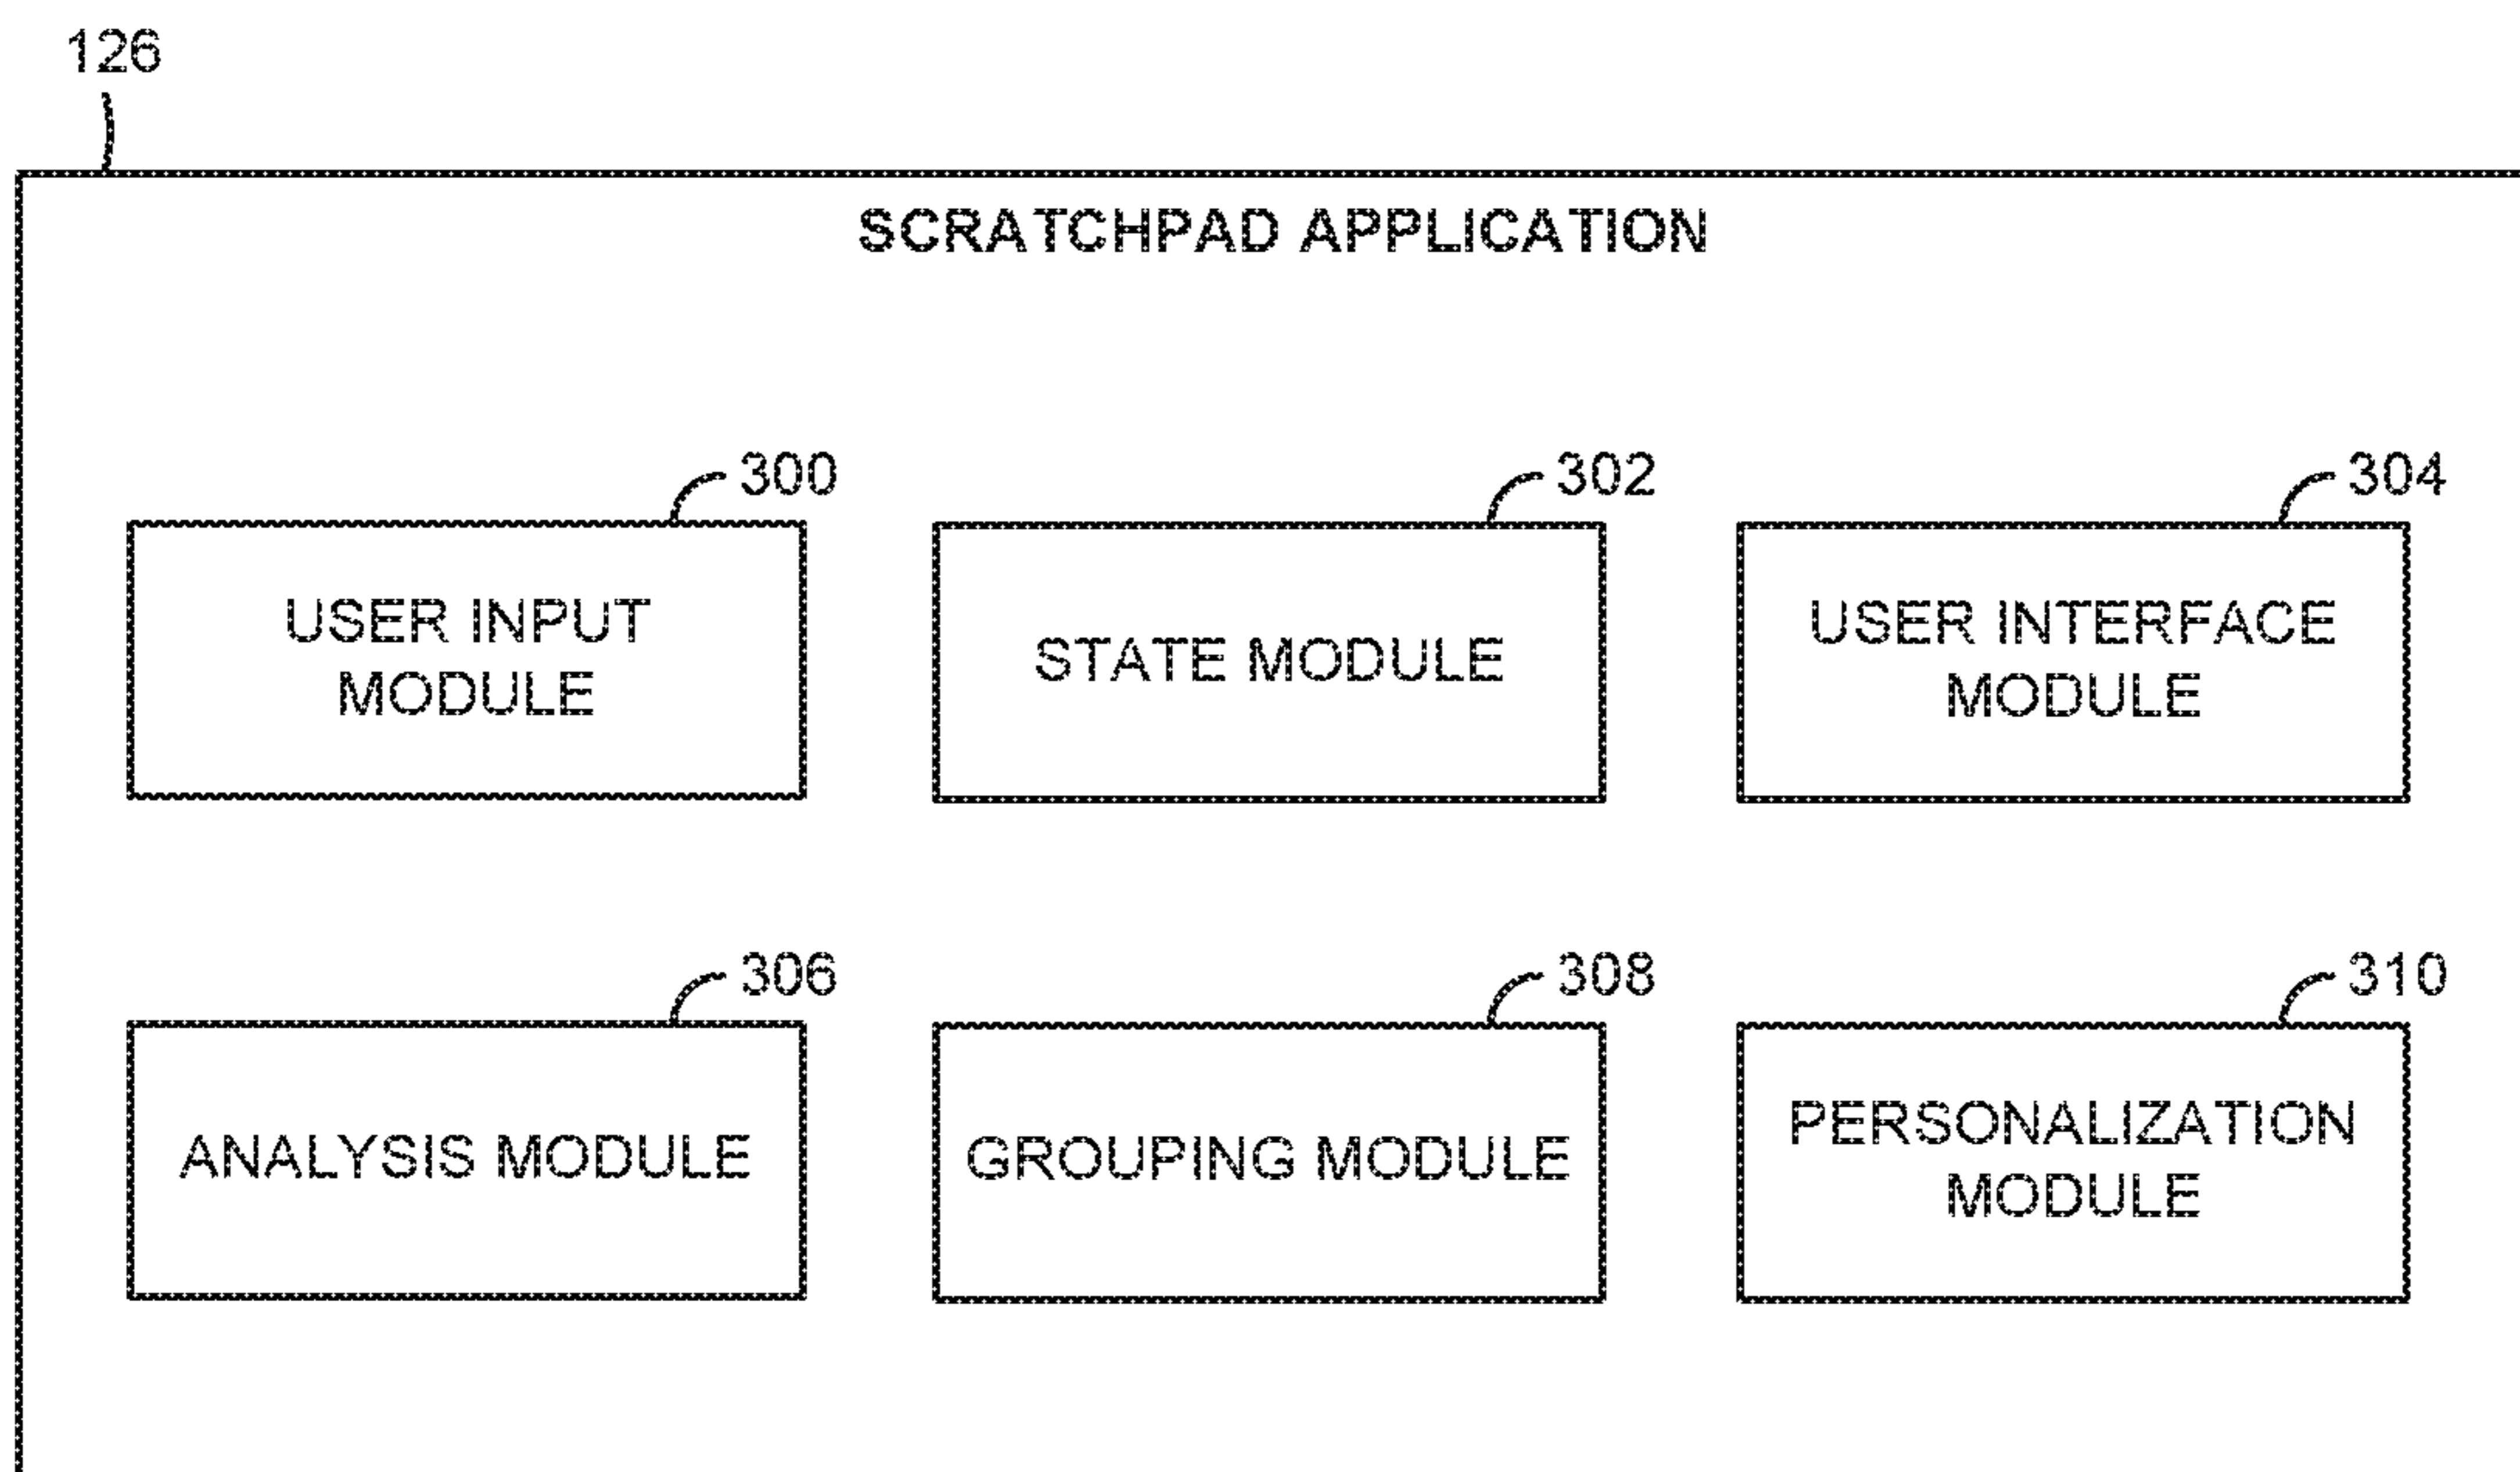 126
SCRATCHPAD APPLICATION
300
302
304
USER INPUT
MODULE
STATE MODULE
USER INTERFACE
MODULE
306
308
310
ANALYSIS MODULE
GROUPING MODULE
PERSONALIZATION
MODULE